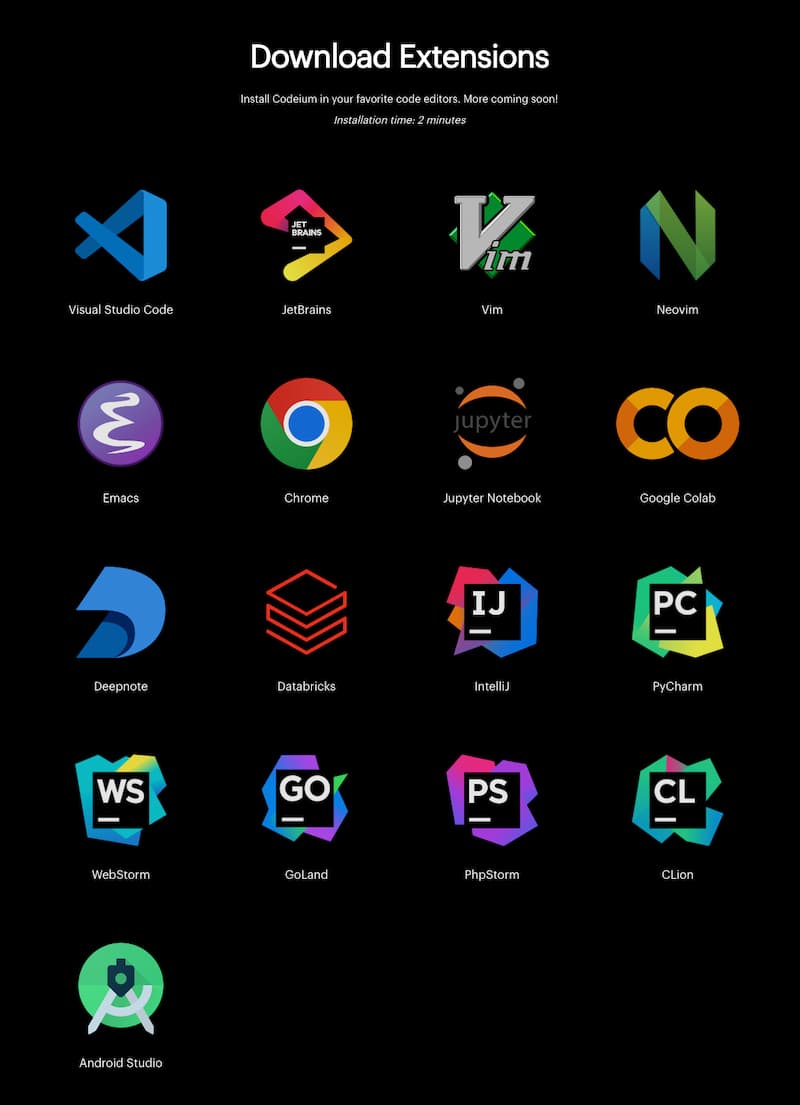 Download Extensions
Install Codeium in your favorite code editors. More coming soon!
Installation time: 2 minutes
JET
BRAINS
Vim
Visual Studio Code
JetBrains
Vim
Neovim
jupyter
Emacs
Chrome
Jupyter Notebook
Google Colab
IJ
PC
Deepnote
Databricks
IntelliJ
PyCharm
WS
GO
PS
CL
WebStorm
GoLand
PhpStorm
CLion
Android Studio